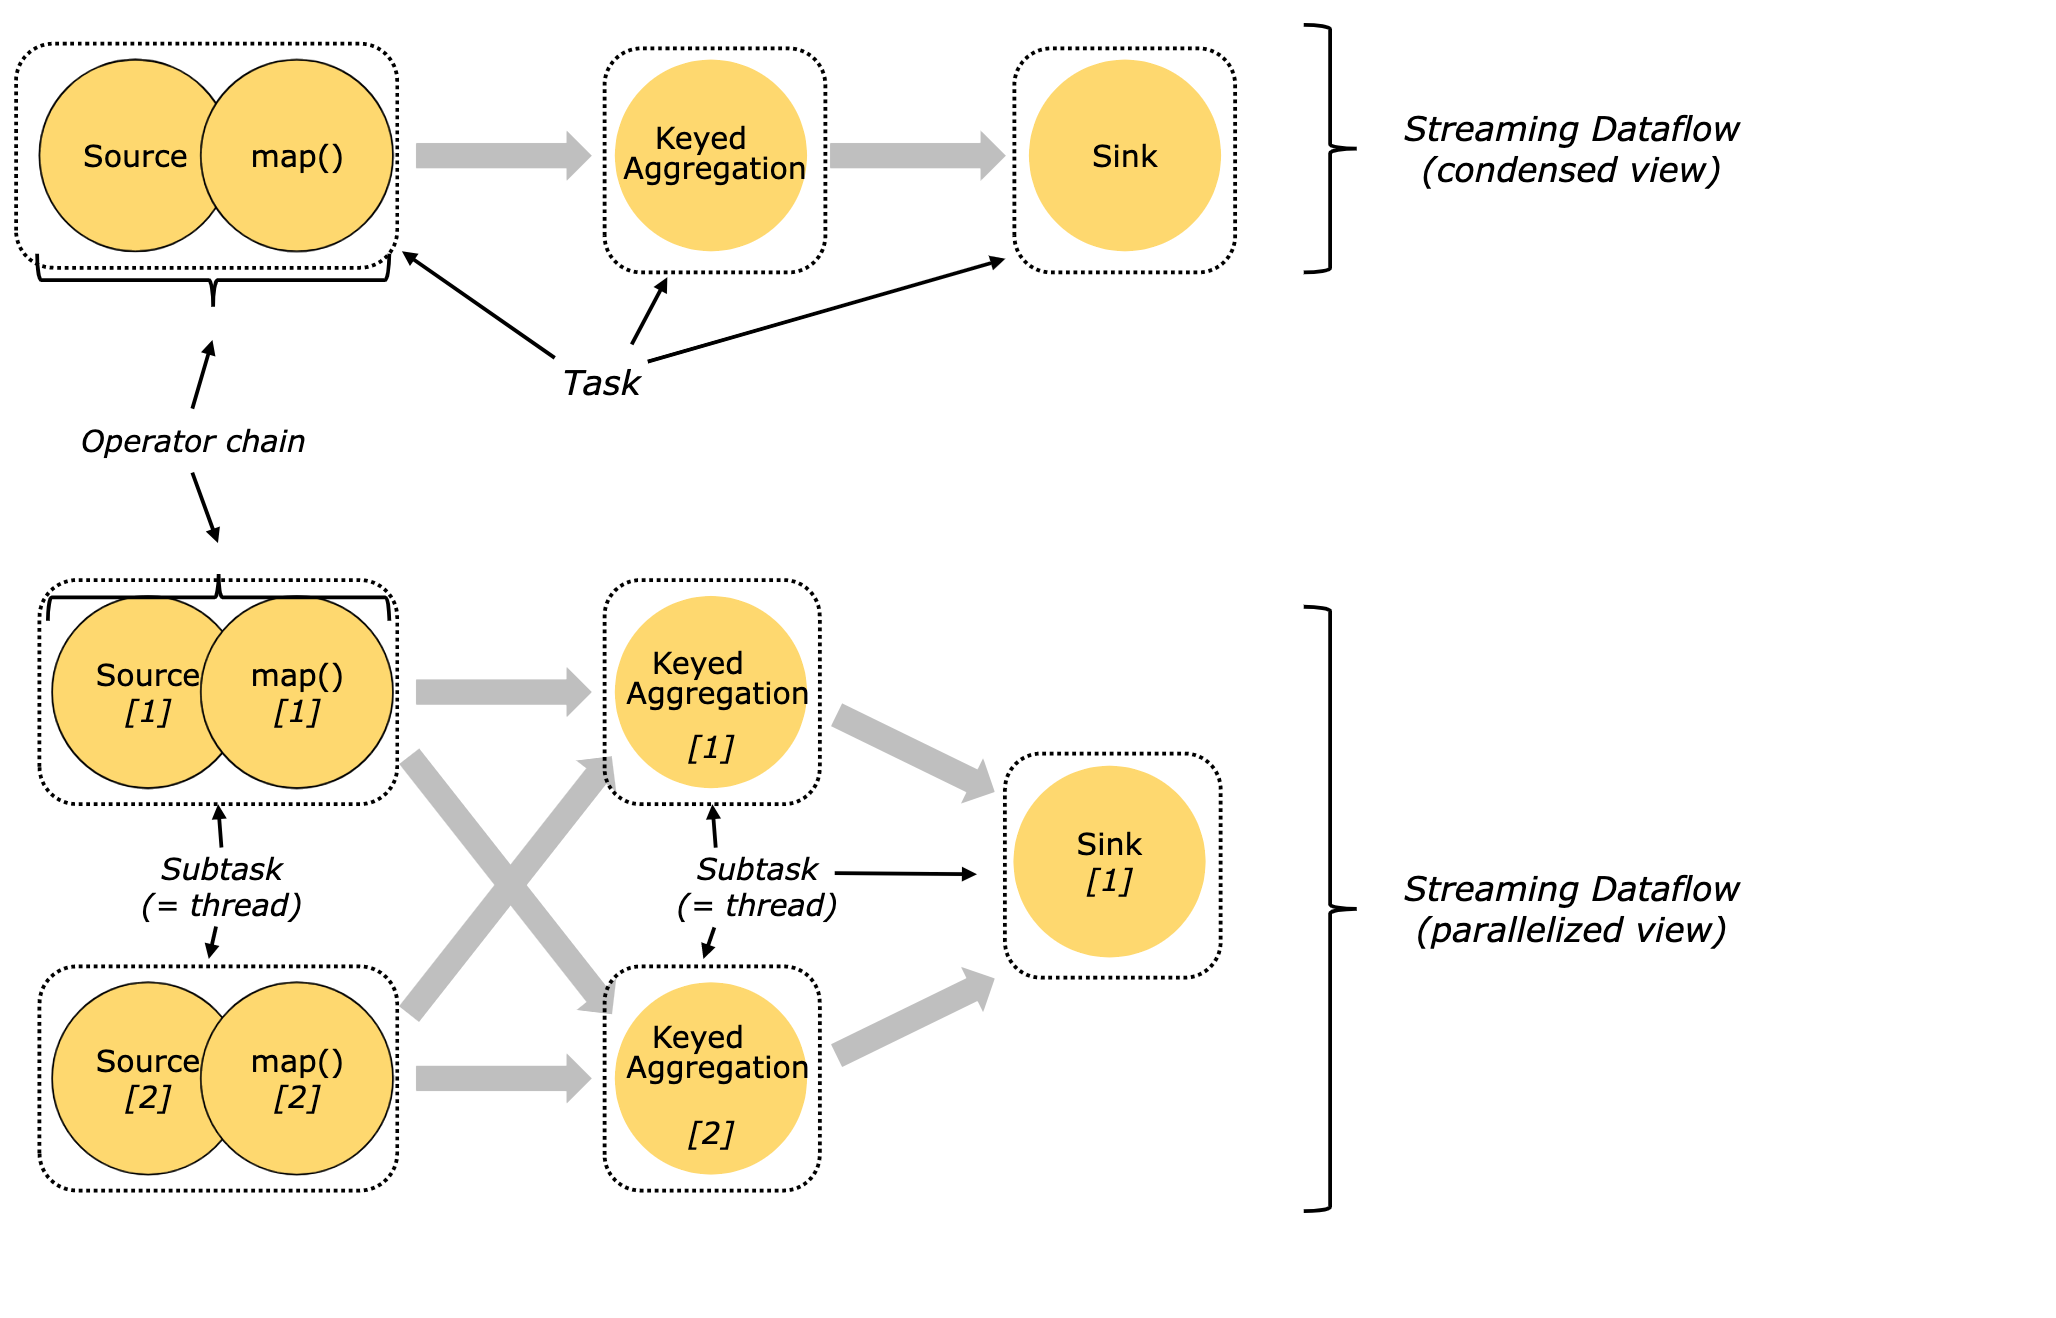 Source
map()
Keyed
Aggregation
Sink
Streaming Dataflow
(condensed view)
Task
Operator chain
Source
[1]
map()
[1]
Keyed
Aggregation
[1]
Subtask
(= thread)
Subtask
(= thread)
Sink
[1]
Streaming Dataflow
(parallelized view)
Source
[2]
map()
[2]
Keyed
Aggregation
[2]